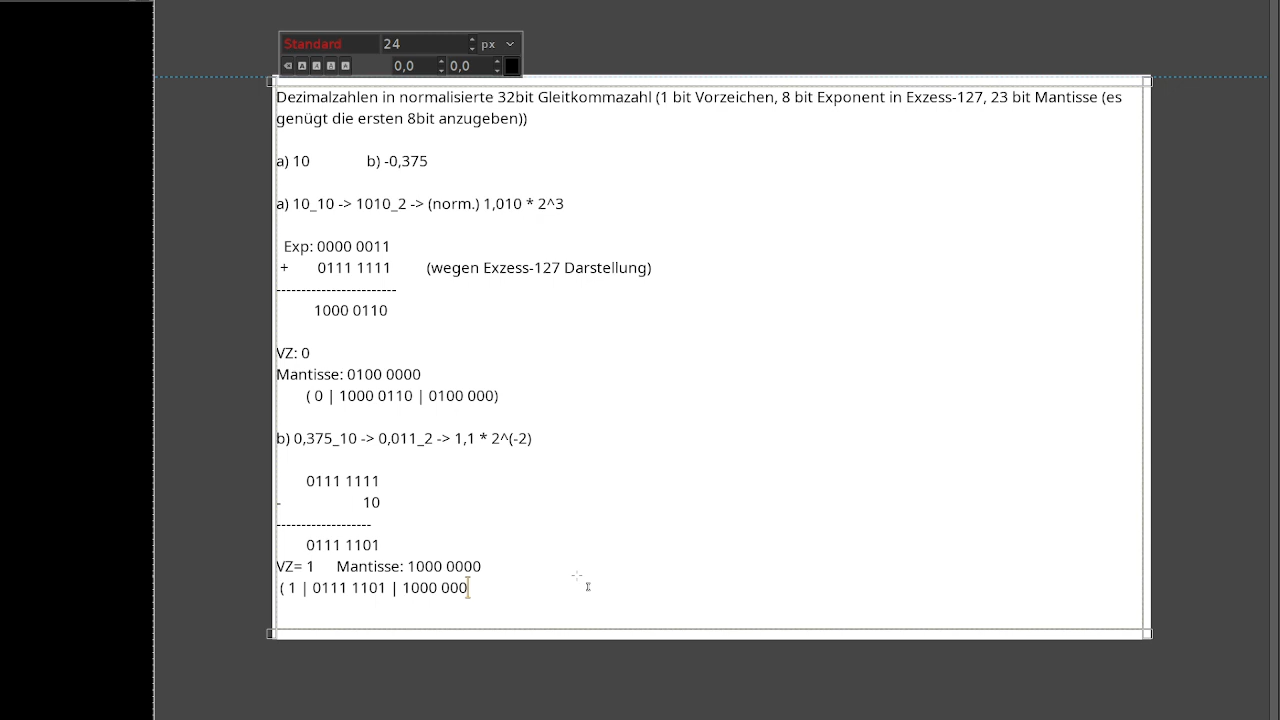 Standard 24 px
0,0 0,0
Dezimalzahlen in normalisierte 32bit Gleitkommazahl (1 bit Vorzeichen, 8 bit Exponent in Exzess-127, 23 bit Mantisse (es
genügt die ersten 8bit anzugeben))
a) 10 b) -0,375
a) 10_10 -> 1010_2 -> (norm.) 1,010 * 2^3
Exp: 0000 0011
+ 0111 1111 (wegen Exzess-127 Darstellung)
------------------------
1000 0110
VZ: 0
Mantisse: 0100 0000
( 0 | 1000 0110 | 0100 000)
b) 0,375_10 -> 0,011_2 -> 1,1 * 2^(-2)
0111 1111
- 10
-------------------
0111 1101
VZ= 1 Mantisse: 1000 0000
( 1 | 0111 1101 | 1000 000